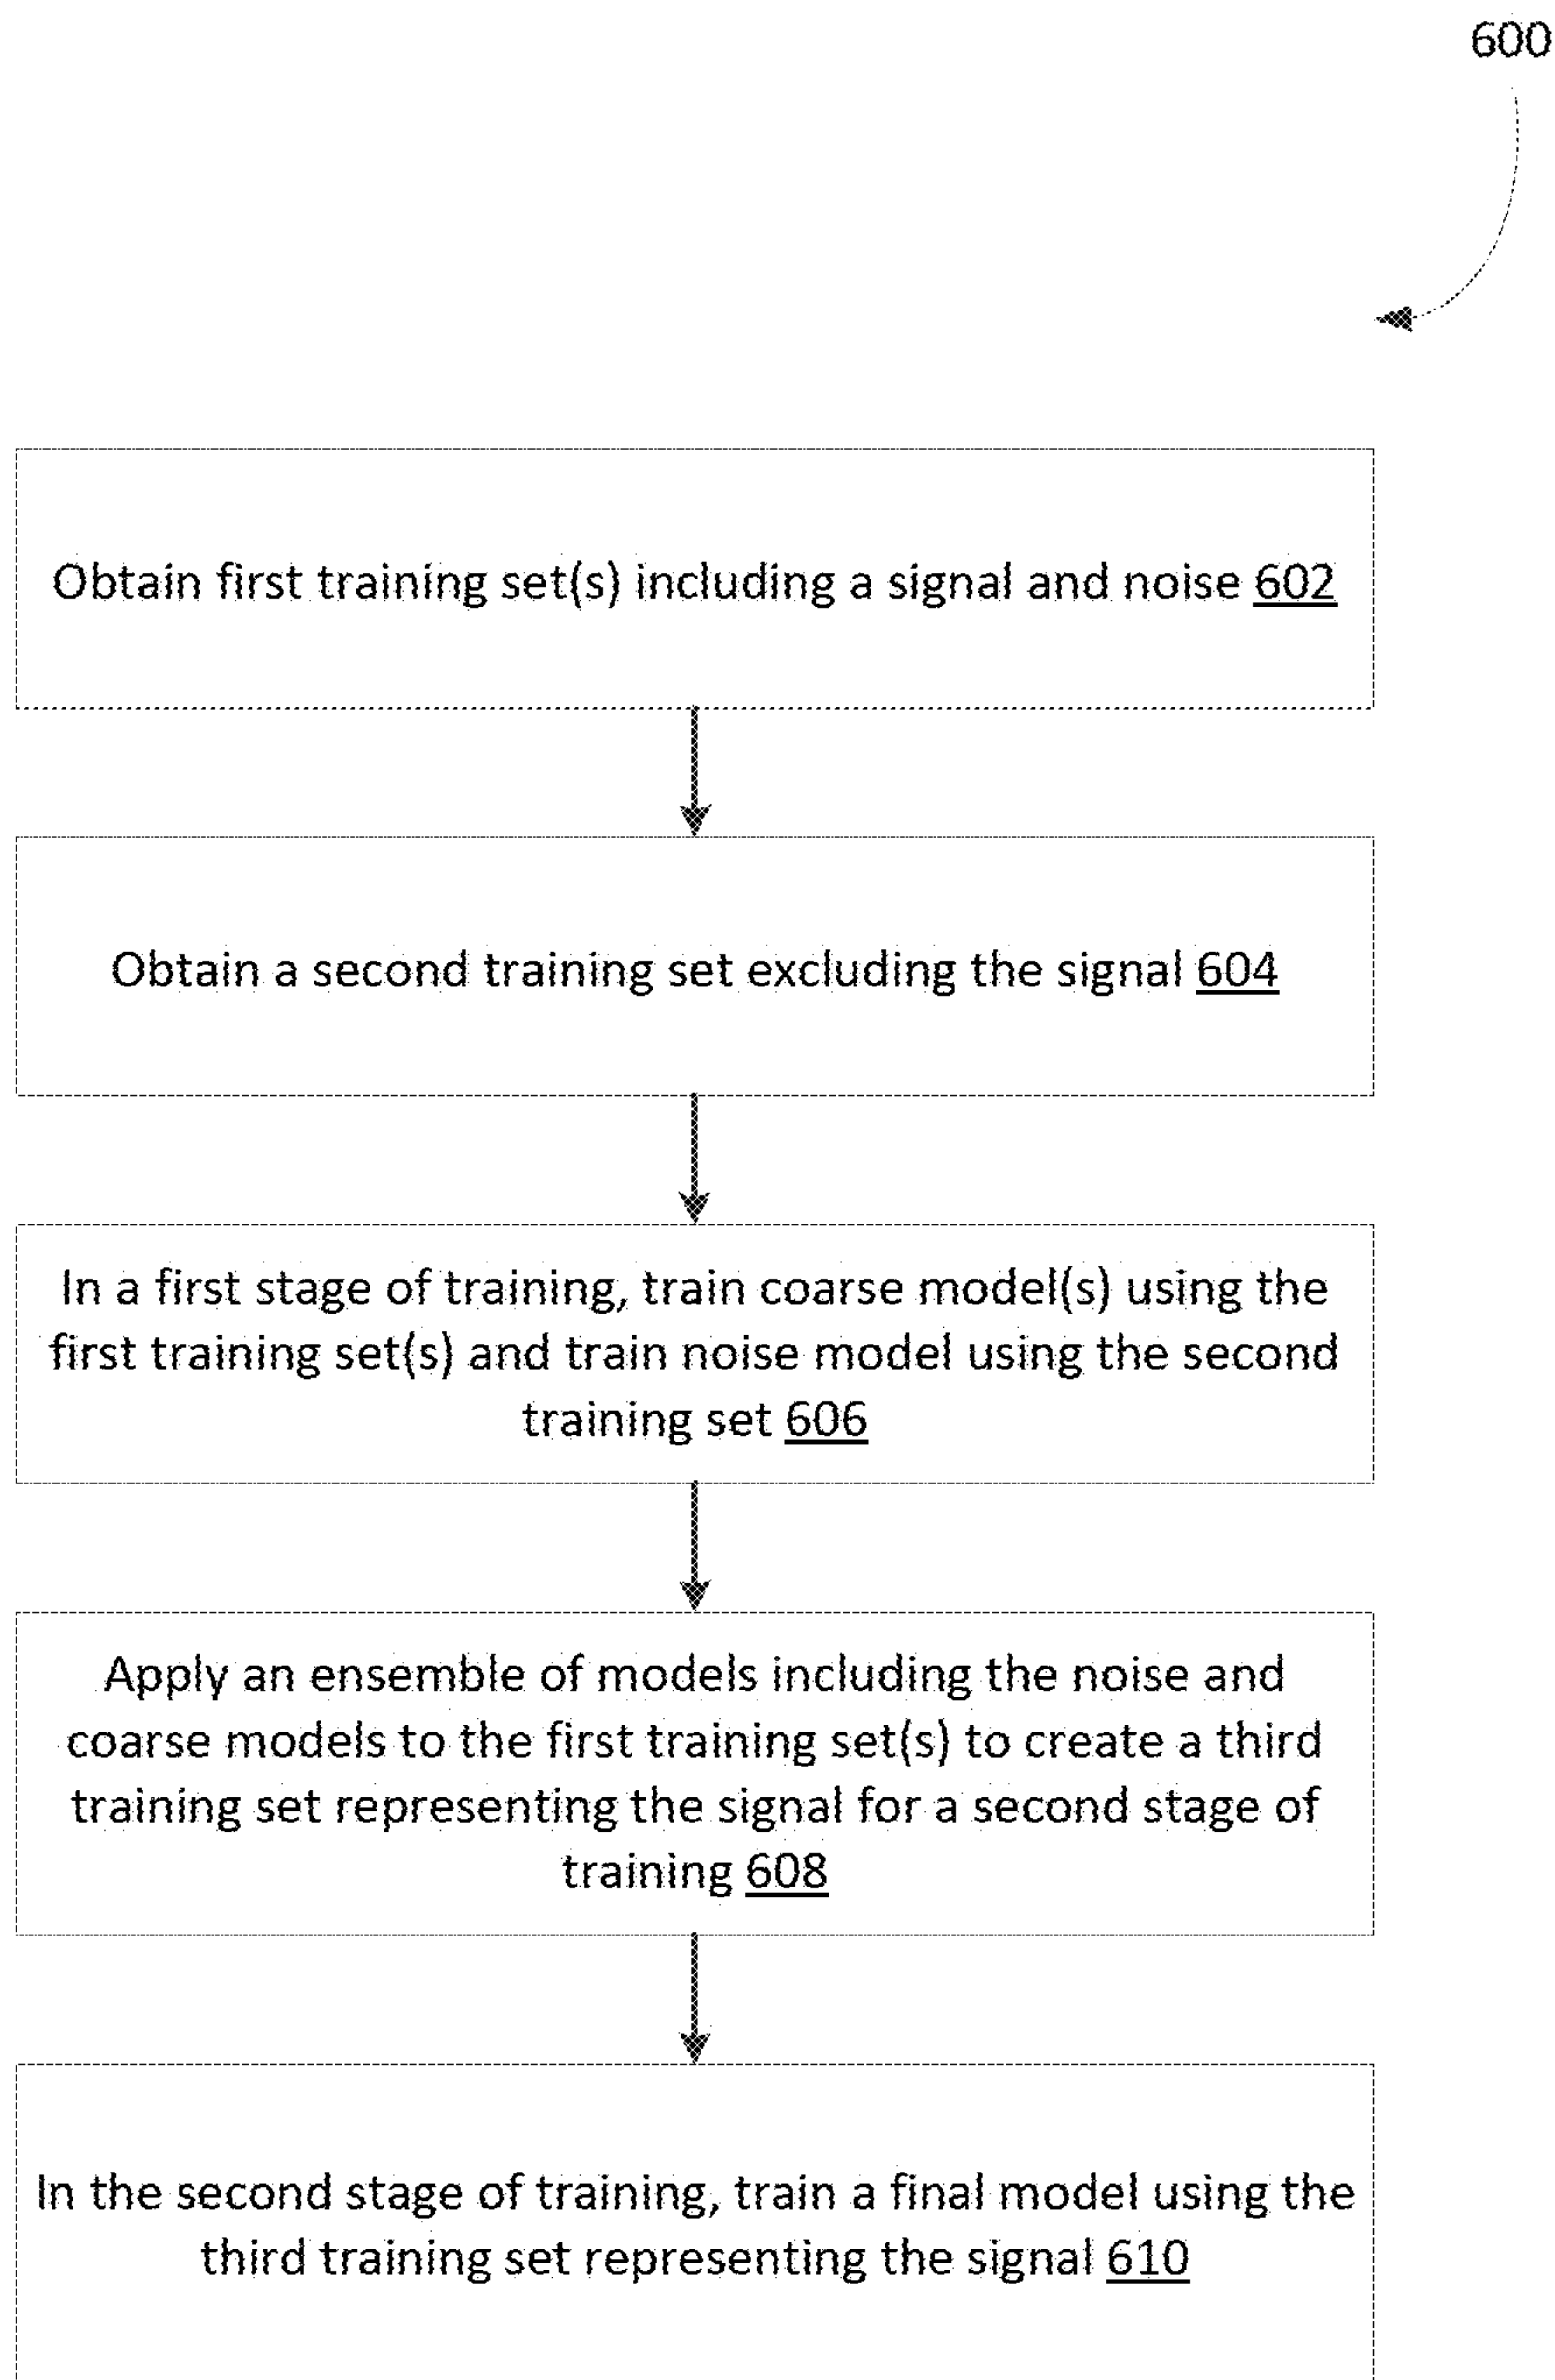 600
Obtain first training set(s) including a signal and noise 602
Obtain a second training set excluding the signal 604
In a first stage of training, train coarse model(s) using the
first training set(s) and train noise model using the second
training set 606
Apply an ensemble of models including the noise and
coarse models to the first training set(s) to create a third
training set representing the signal for a second stage of
training 608
In the second stage of training, train a final model using the
third training set representing the signal 610